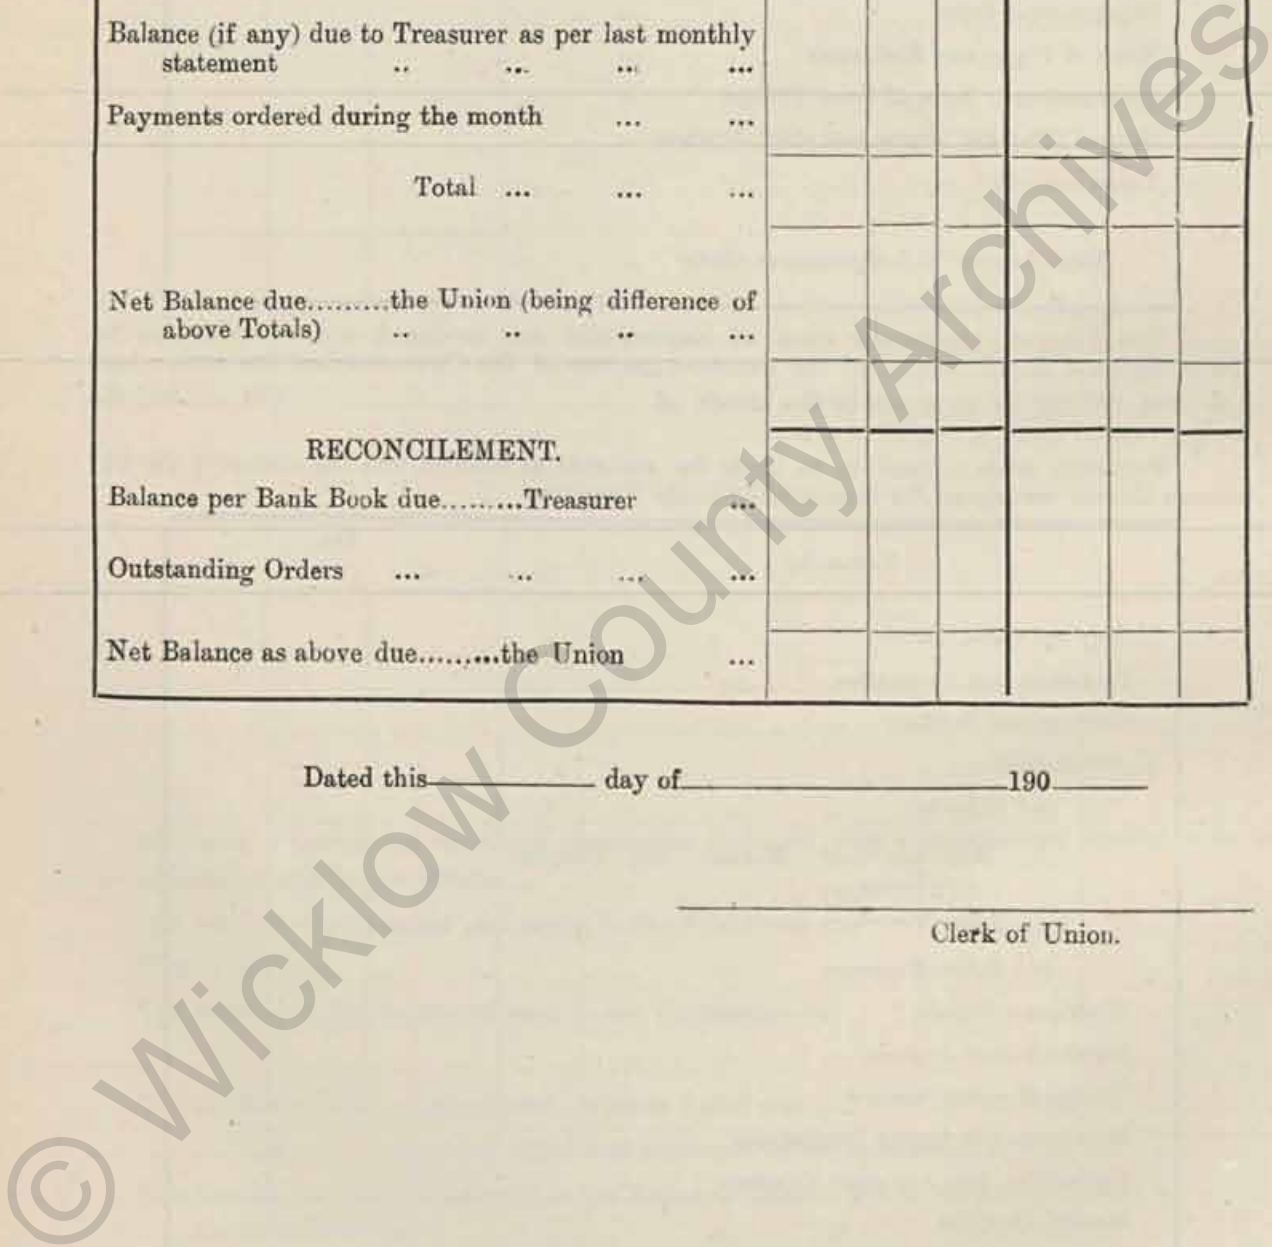 Balance (if any) due to Treasurer as per last monthly
statement .. ... ... ...
Payments ordered during the month ... ...
Total ... ... ...
Net Balance due.........the Union (being difference of
above Totals) .. .. .. ...
RECONCILEMENT.
Balance per Bank Book due.........Treasurer ...
Outstanding Orders ... ... ... ...
Net Balance as above due.........the Union ...
Dated this day of 190
Clerk of Union.
© Wicklow County Archives